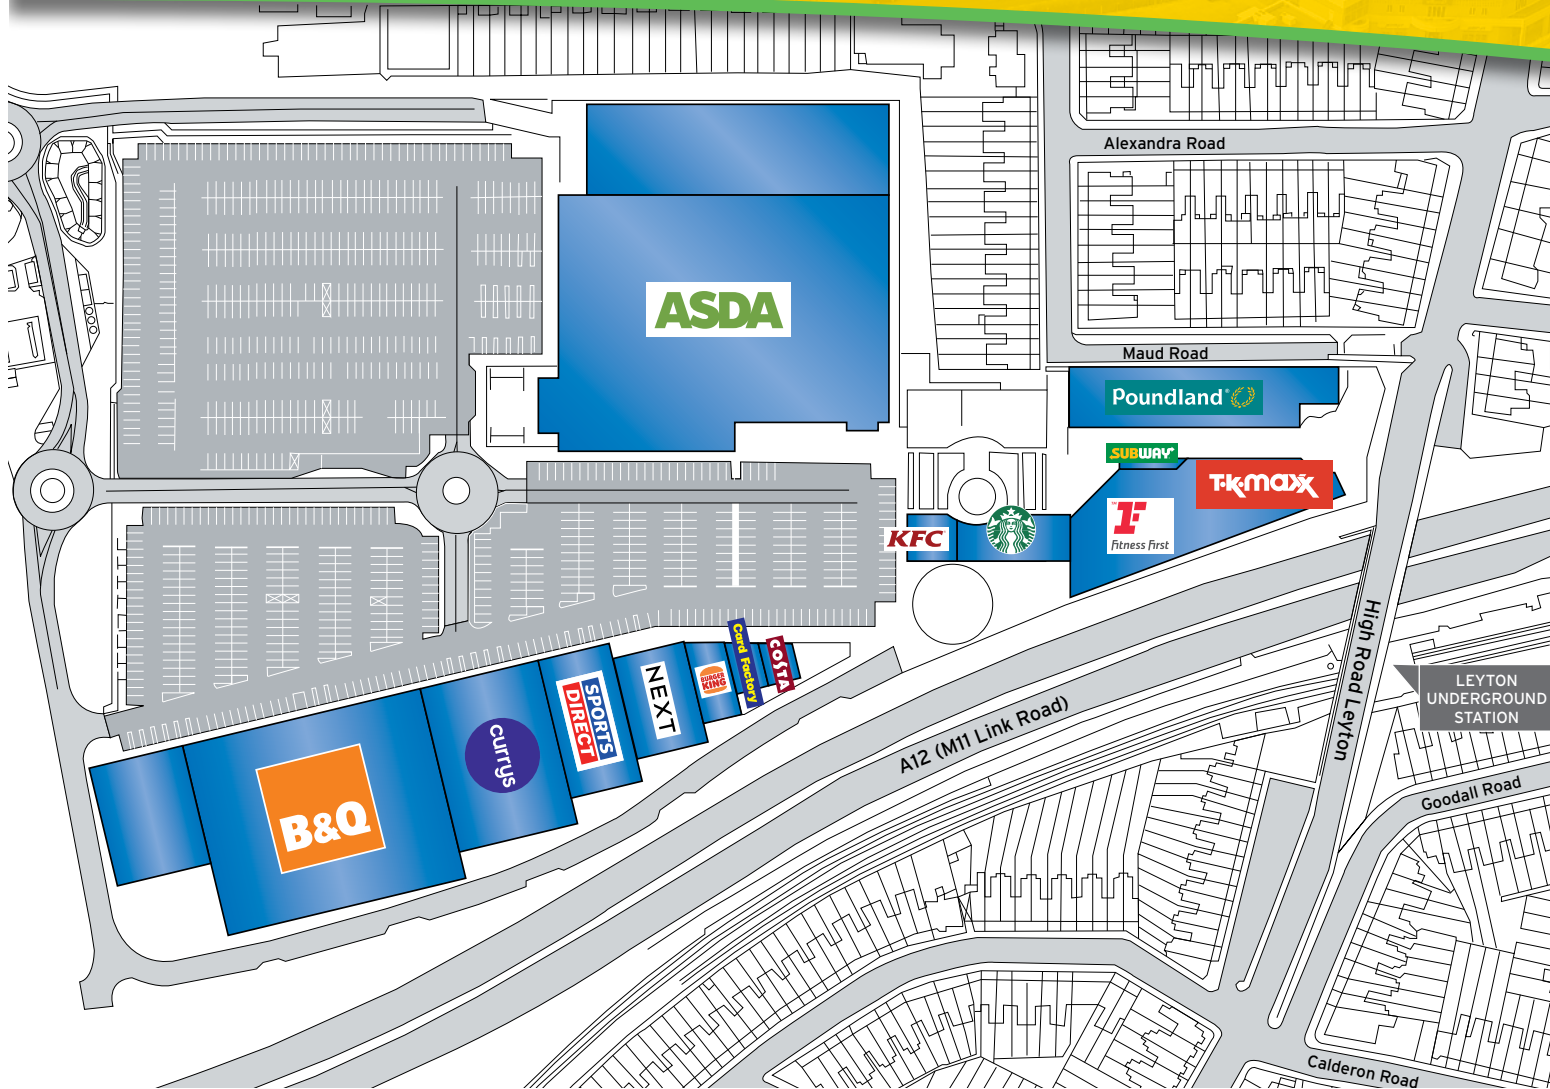 Alexandra Road
ASDA
Maud Road
Poundland®
SUBWAY
T·K·maxx
KFC
™
fitness first
High Road Leyton
LEYTON
UNDERGROUND
STATION
Card Factory
COSTA
BURGER
KING
NEXT
SPORTS
DIRECT
currys
B&Q
A12 (M11 Link Road)
Goodall Road
Calderon Road